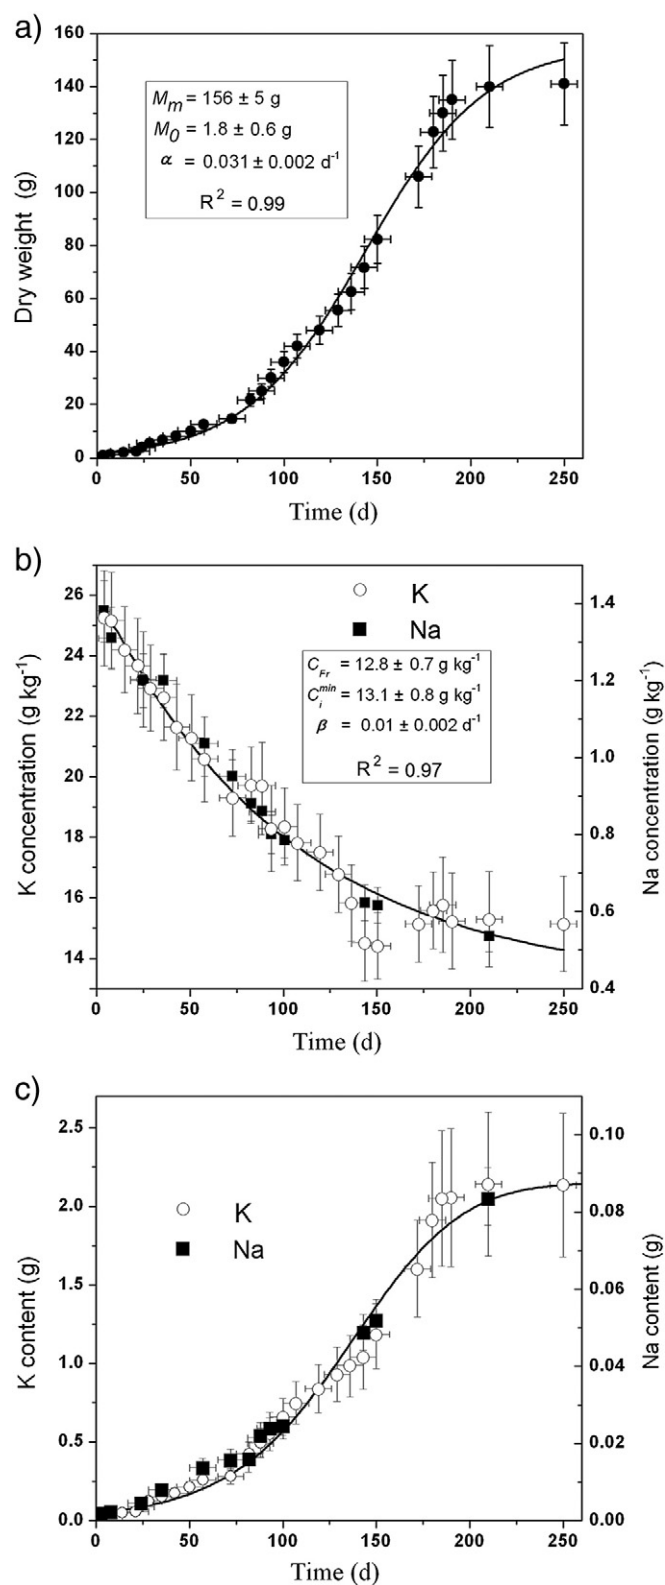 a)
160
140
120
100
80
60
40
20
0
Dry weight (g)
M_m = 156 ± 5 g
M_0 = 1.8 ± 0.6 g
α = 0.031 ± 0.002 d⁻¹
R² = 0.99
0 50 100 150 200 250
Time (d)
b)
26
24
22
20
18
16
14
K concentration (g kg⁻¹)
K
Na
C_Fr = 12.8 ± 0.7 g kg⁻¹
C_i^min = 13.1 ± 0.8 g kg⁻¹
β = 0.01 ± 0.002 d⁻¹
R² = 0.97
1.4
1.2
1.0
0.8
0.6
0.4
Na concentration (g kg⁻¹)
0 50 100 150 200 250
Time (d)
c)
2.5
2.0
1.5
1.0
0.5
0.0
K content (g)
K
Na
0.10
0.08
0.06
0.04
0.02
0.00
Na content (g)
0 50 100 150 200 250
Time (d)